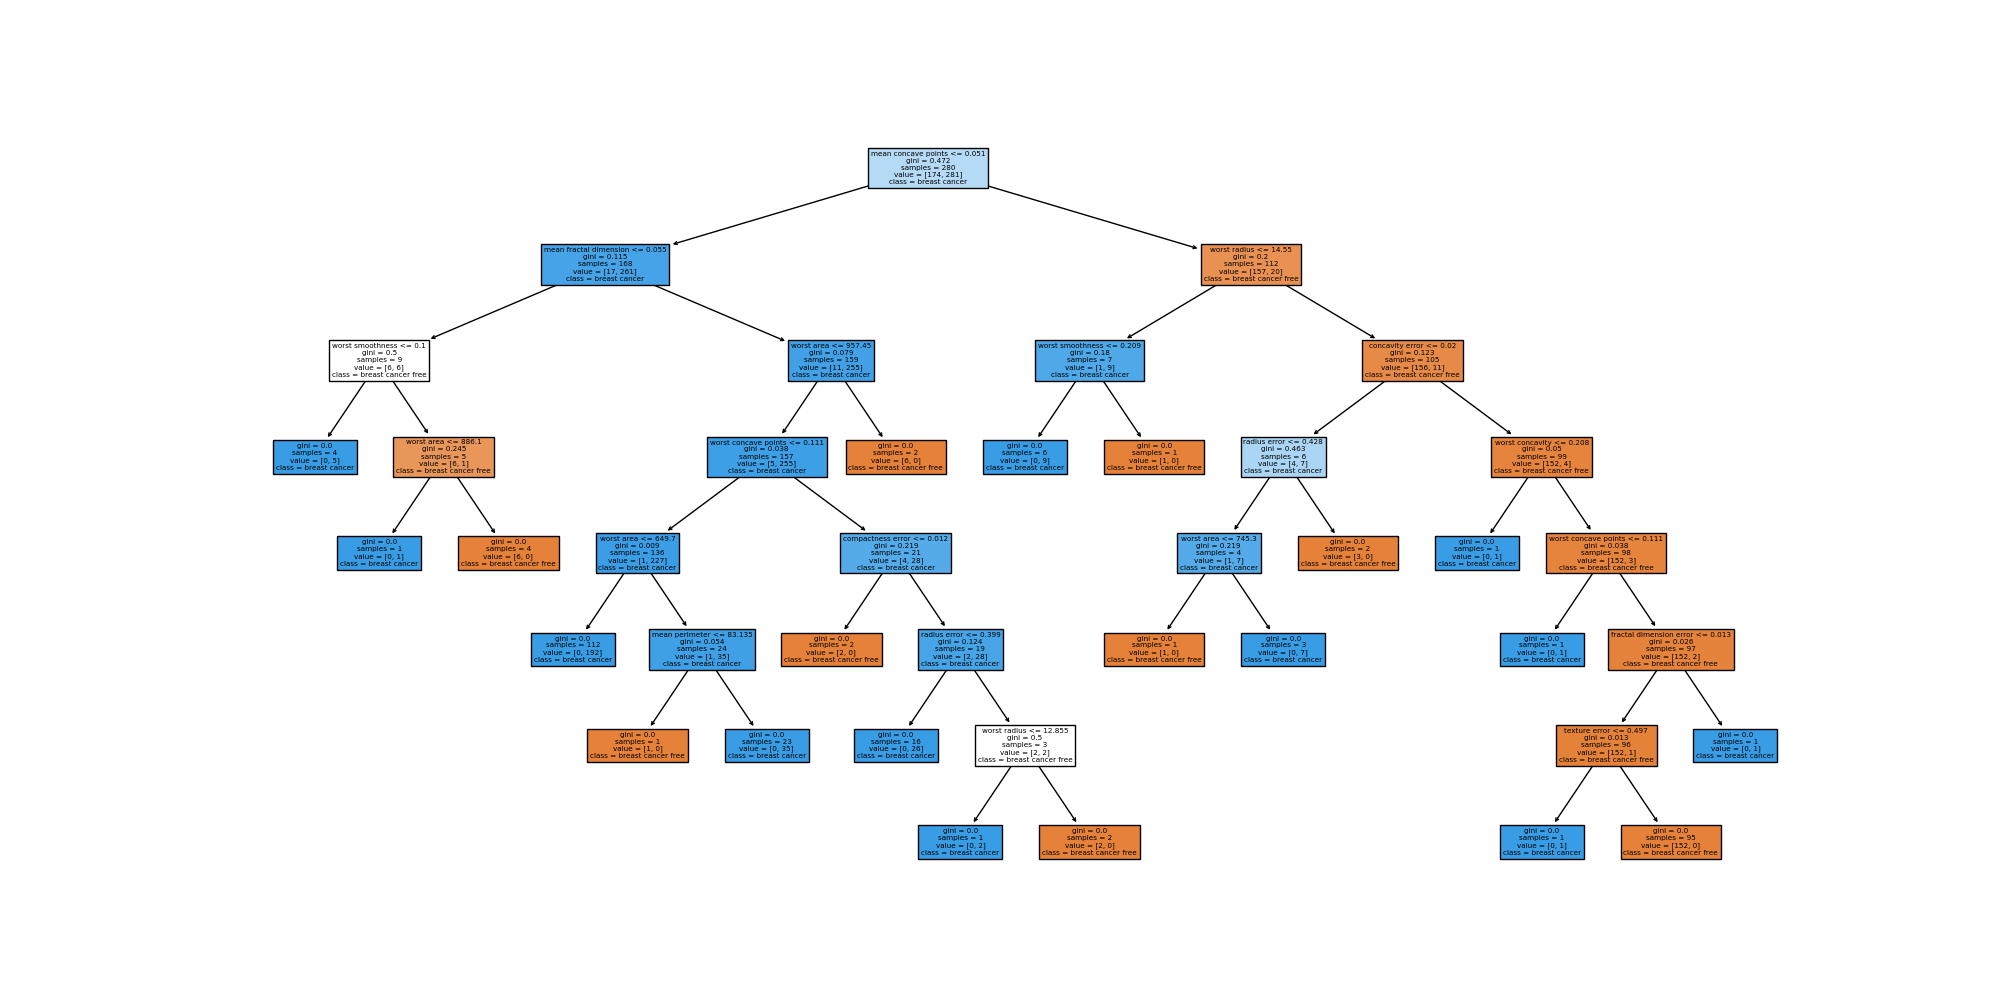 mean concave points <= 0.051
gini = 0.472
samples = 280
value = [174, 281]
class = breast cancer
mean fractal dimension <= 0.055
gini = 0.115
samples = 168
value = [17, 261]
class = breast cancer
worst radius <= 14.55
gini = 0.2
samples = 112
value = [157, 20]
class = breast cancer free
worst smoothness <= 0.1
gini = 0.5
samples = 9
value = [6, 6]
class = breast cancer free
worst area <= 957.45
gini = 0.079
samples = 159
value = [11, 255]
class = breast cancer
worst smoothness <= 0.209
gini = 0.18
samples = 7
value = [1, 9]
class = breast cancer
concavity error <= 0.02
gini = 0.123
samples = 105
value = [156, 11]
class = breast cancer free
gini = 0.0
samples = 4
value = [0, 5]
class = breast cancer
worst area <= 886.1
gini = 0.245
samples = 5
value = [6, 1]
class = breast cancer free
worst concave points <= 0.111
gini = 0.038
samples = 157
value = [5, 255]
class = breast cancer
gini = 0.0
samples = 2
value = [6, 0]
class = breast cancer free
gini = 0.0
samples = 6
value = [0, 9]
class = breast cancer
gini = 0.0
samples = 1
value = [1, 0]
class = breast cancer free
radius error <= 0.428
gini = 0.463
samples = 6
value = [4, 7]
class = breast cancer
worst concavity <= 0.208
gini = 0.05
samples = 99
value = [152, 4]
class = breast cancer free
gini = 0.0
samples = 1
value = [0, 1]
class = breast cancer
gini = 0.0
samples = 4
value = [6, 0]
class = breast cancer free
worst area <= 649.7
gini = 0.009
samples = 136
value = [1, 227]
class = breast cancer
compactness error <= 0.012
gini = 0.219
samples = 21
value = [4, 28]
class = breast cancer
worst area <= 745.3
gini = 0.219
samples = 4
value = [1, 7]
class = breast cancer
gini = 0.0
samples = 2
value = [3, 0]
class = breast cancer free
gini = 0.0
samples = 1
value = [0, 1]
class = breast cancer
worst concave points <= 0.111
gini = 0.038
samples = 98
value = [152, 3]
class = breast cancer free
gini = 0.0
samples = 112
value = [0, 192]
class = breast cancer
mean perimeter <= 83.135
gini = 0.054
samples = 24
value = [1, 35]
class = breast cancer
gini = 0.0
samples = 2
value = [2, 0]
class = breast cancer free
radius error <= 0.399
gini = 0.124
samples = 19
value = [2, 28]
class = breast cancer
gini = 0.0
samples = 1
value = [1, 0]
class = breast cancer free
gini = 0.0
samples = 3
value = [0, 7]
class = breast cancer
gini = 0.0
samples = 1
value = [0, 1]
class = breast cancer
fractal dimension error <= 0.013
gini = 0.026
samples = 97
value = [152, 2]
class = breast cancer free
gini = 0.0
samples = 1
value = [1, 0]
class = breast cancer free
gini = 0.0
samples = 23
value = [0, 35]
class = breast cancer
gini = 0.0
samples = 16
value = [0, 26]
class = breast cancer
worst radius <= 12.855
gini = 0.5
samples = 3
value = [2, 2]
class = breast cancer free
texture error <= 0.497
gini = 0.013
samples = 96
value = [152, 1]
class = breast cancer free
gini = 0.0
samples = 1
value = [0, 1]
class = breast cancer
gini = 0.0
samples = 1
value = [0, 2]
class = breast cancer
gini = 0.0
samples = 2
value = [2, 0]
class = breast cancer free
gini = 0.0
samples = 1
value = [0, 1]
class = breast cancer
gini = 0.0
samples = 95
value = [152, 0]
class = breast cancer free